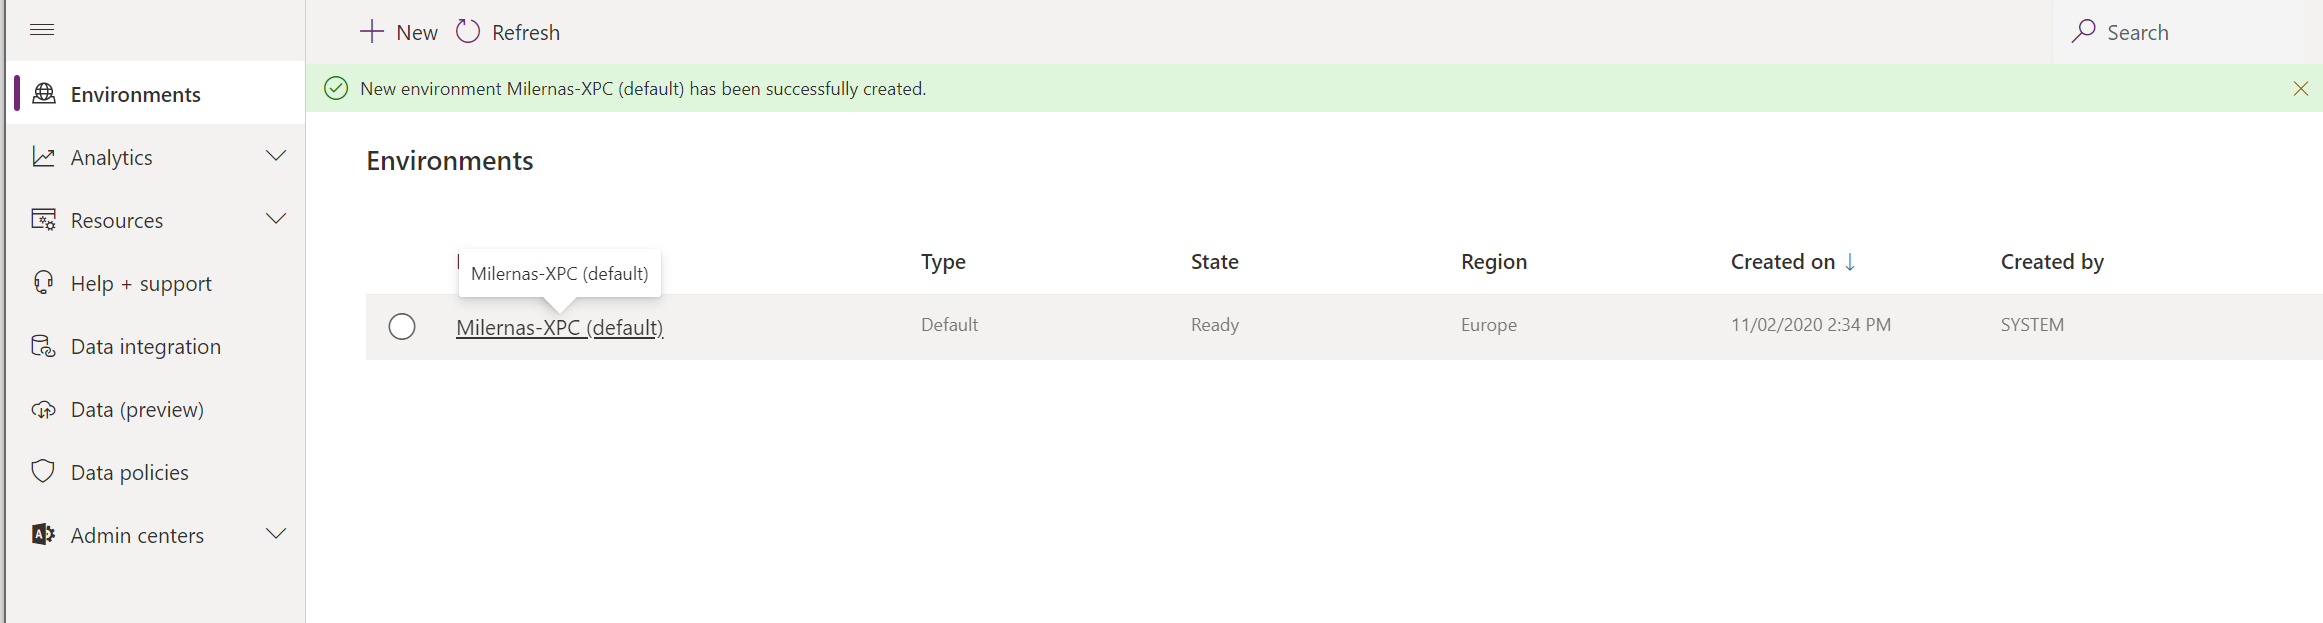 New
Refresh
Search
Environments
New environment Milernas-XPC (default) has been successfully created.
Analytics
Resources
Help + support
Data integration
Data (preview)
Data policies
Admin centers
Environments
Milernas-XPC (default)
Type
State
Region
Created on ↓
Created by
Milernas-XPC (default)
Default
Ready
Europe
11/02/2020 2:34 PM
SYSTEM